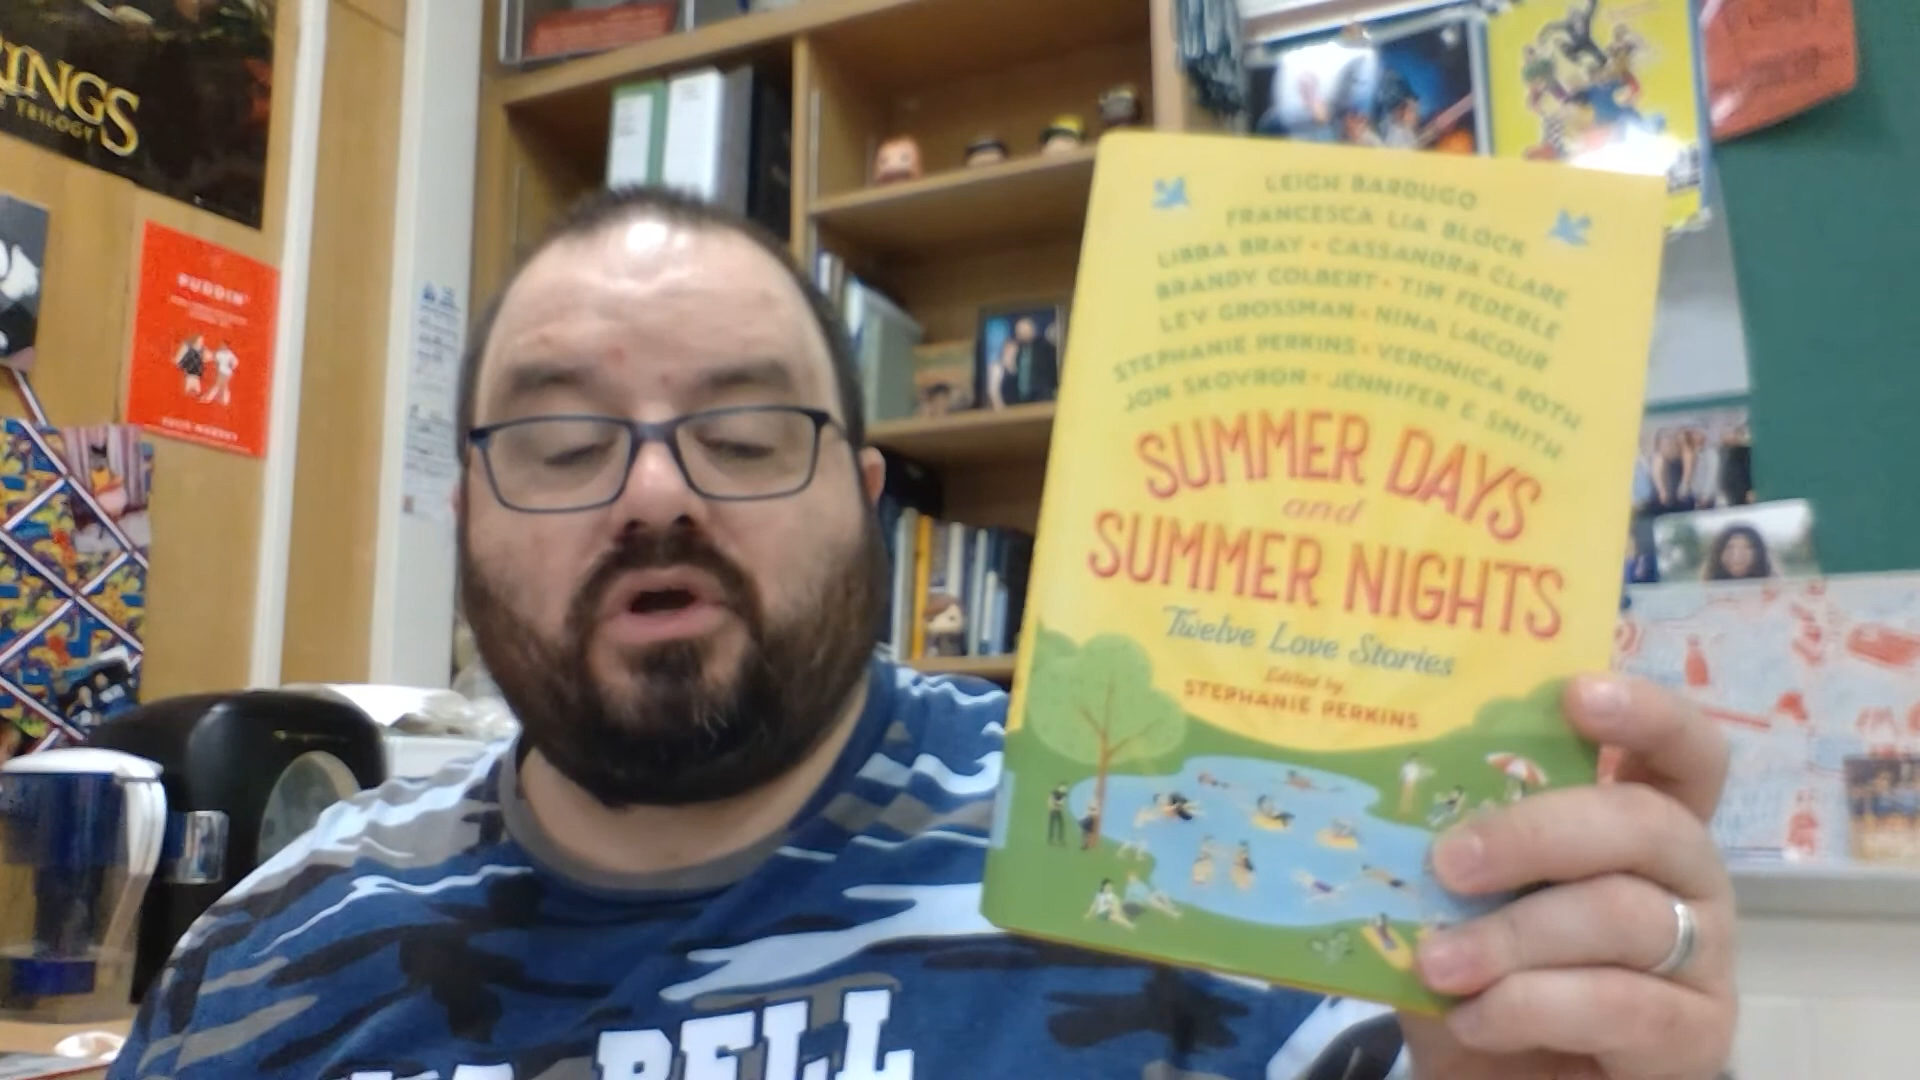 RINGS
TRILOGY
PUDDIN'
LEIGH BARDUGO
FRANCESCA LIA BLOCK
LIBBA BRAY • CASSANDRA CLARE
BRANDY COLBERT • TIM FEDERLE
LEV GROSSMAN • NINA LACOUR
STEPHANIE PERKINS • VERONICA ROTH
JON SKOVRON • JENNIFER E. SMITH
SUMMER DAYS
and
SUMMER NIGHTS
Twelve Love Stories
Edited by
STEPHANIE PERKINS
BELL